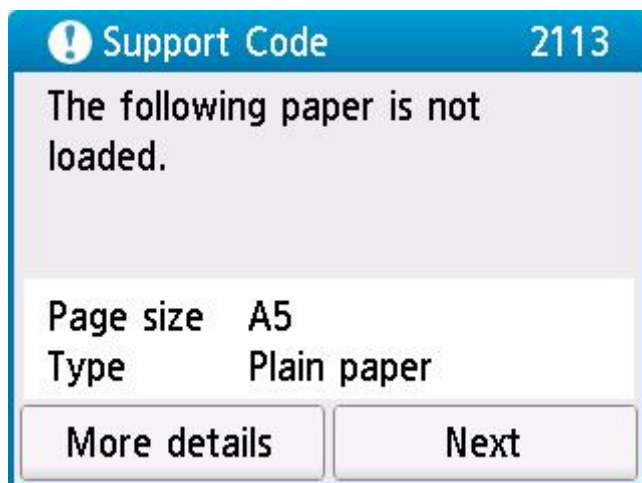 Support Code 2113
The following paper is not
loaded.
Page size A5
Type Plain paper
More details Next